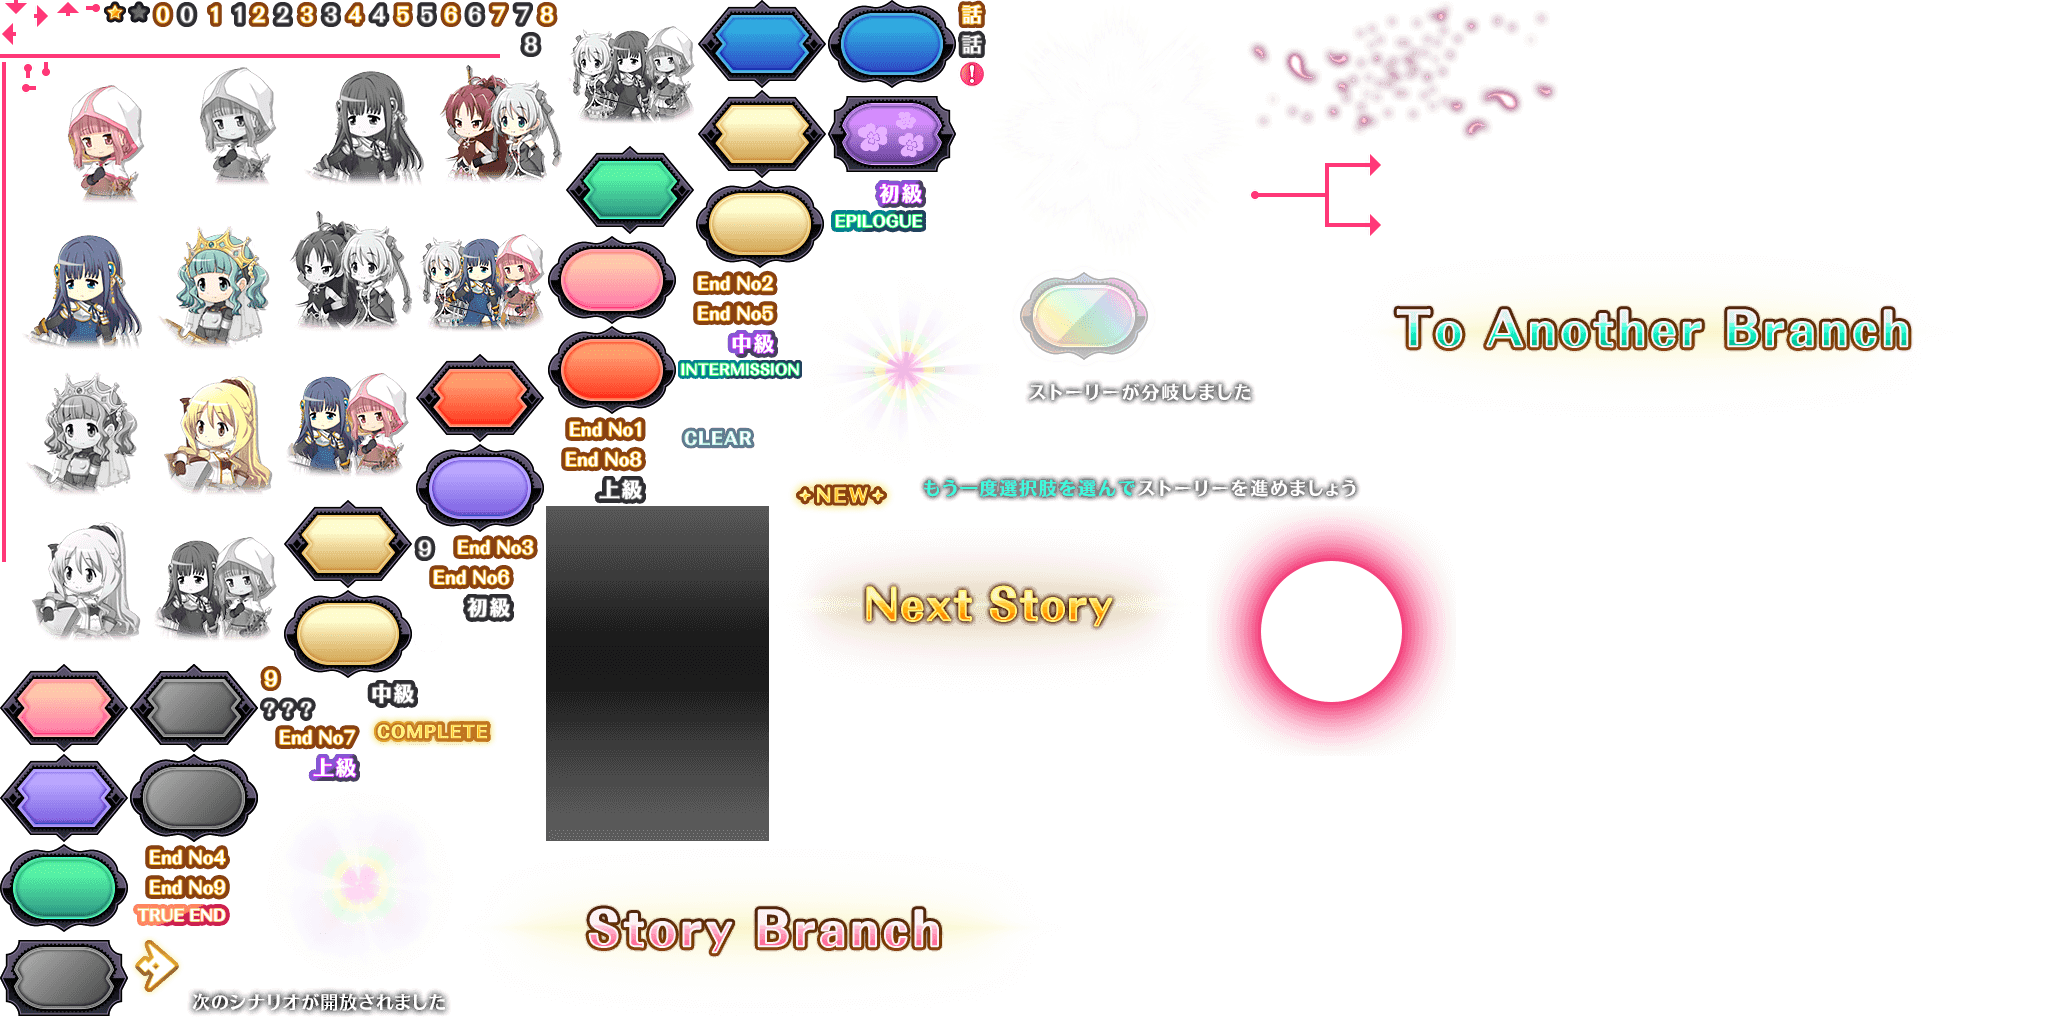 0 0 1 1 2 2 3 3 4 4 5 5 6 6 7 7 8
8
話
話
!
初級
EPILOGUE
End No2
End No5
中級
INTERMISSION
To Another Branch
ストーリーが分岐しました
End No1
End No8
上級
CLEAR
NEW
もう一度選択肢を選んでストーリーを進めましょう
9
End No3
End No6
初級
Next Story
9
???
End No7
上級
中級
COMPLETE
End No4
End No9
TRUE END
Story Branch
次のシナリオが開放されました